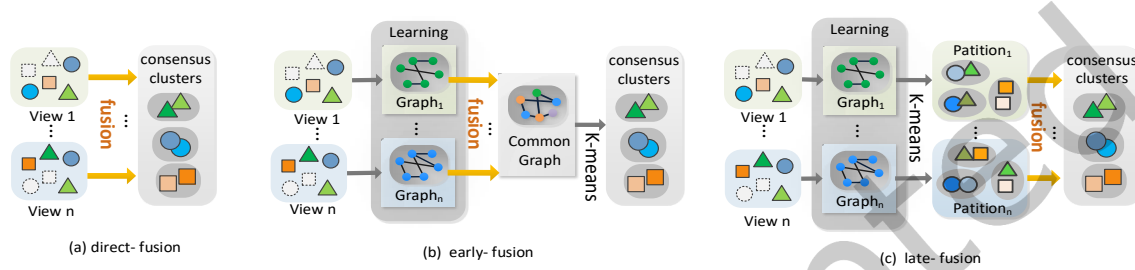 consensus
clusters
View 1
fusion
...
...
View n
(a) direct- fusion
Learning
Graph₁
View 1
...
...
fusion
...
Common
Graph
K-means
consensus
clusters
View n
Graphₙ
(b) early- fusion
Learning
Graph₁
View 1
...
...
K-means
Patition₁
...
fusion
...
consensus
clusters
View n
Graphₙ
Patitionₙ
(c) late- fusion